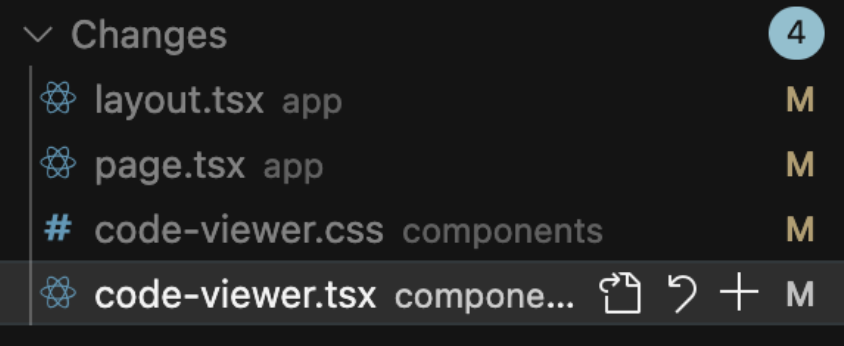 Changes 4
layout.tsx app M
page.tsx app M
# code-viewer.css components M
code-viewer.tsx compone... M